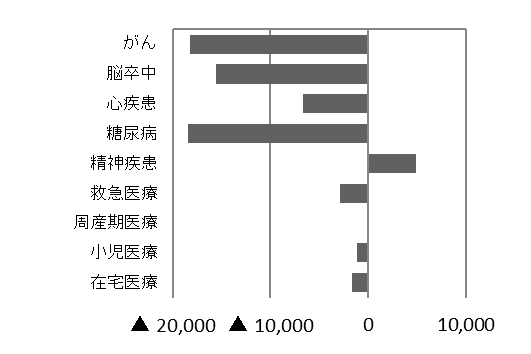 がん
脳卒中
心疾患
糖尿病
精神疾患
救急医療
周産期医療
小児医療
在宅医療
▲ 20,000 ▲ 10,000 0 10,000